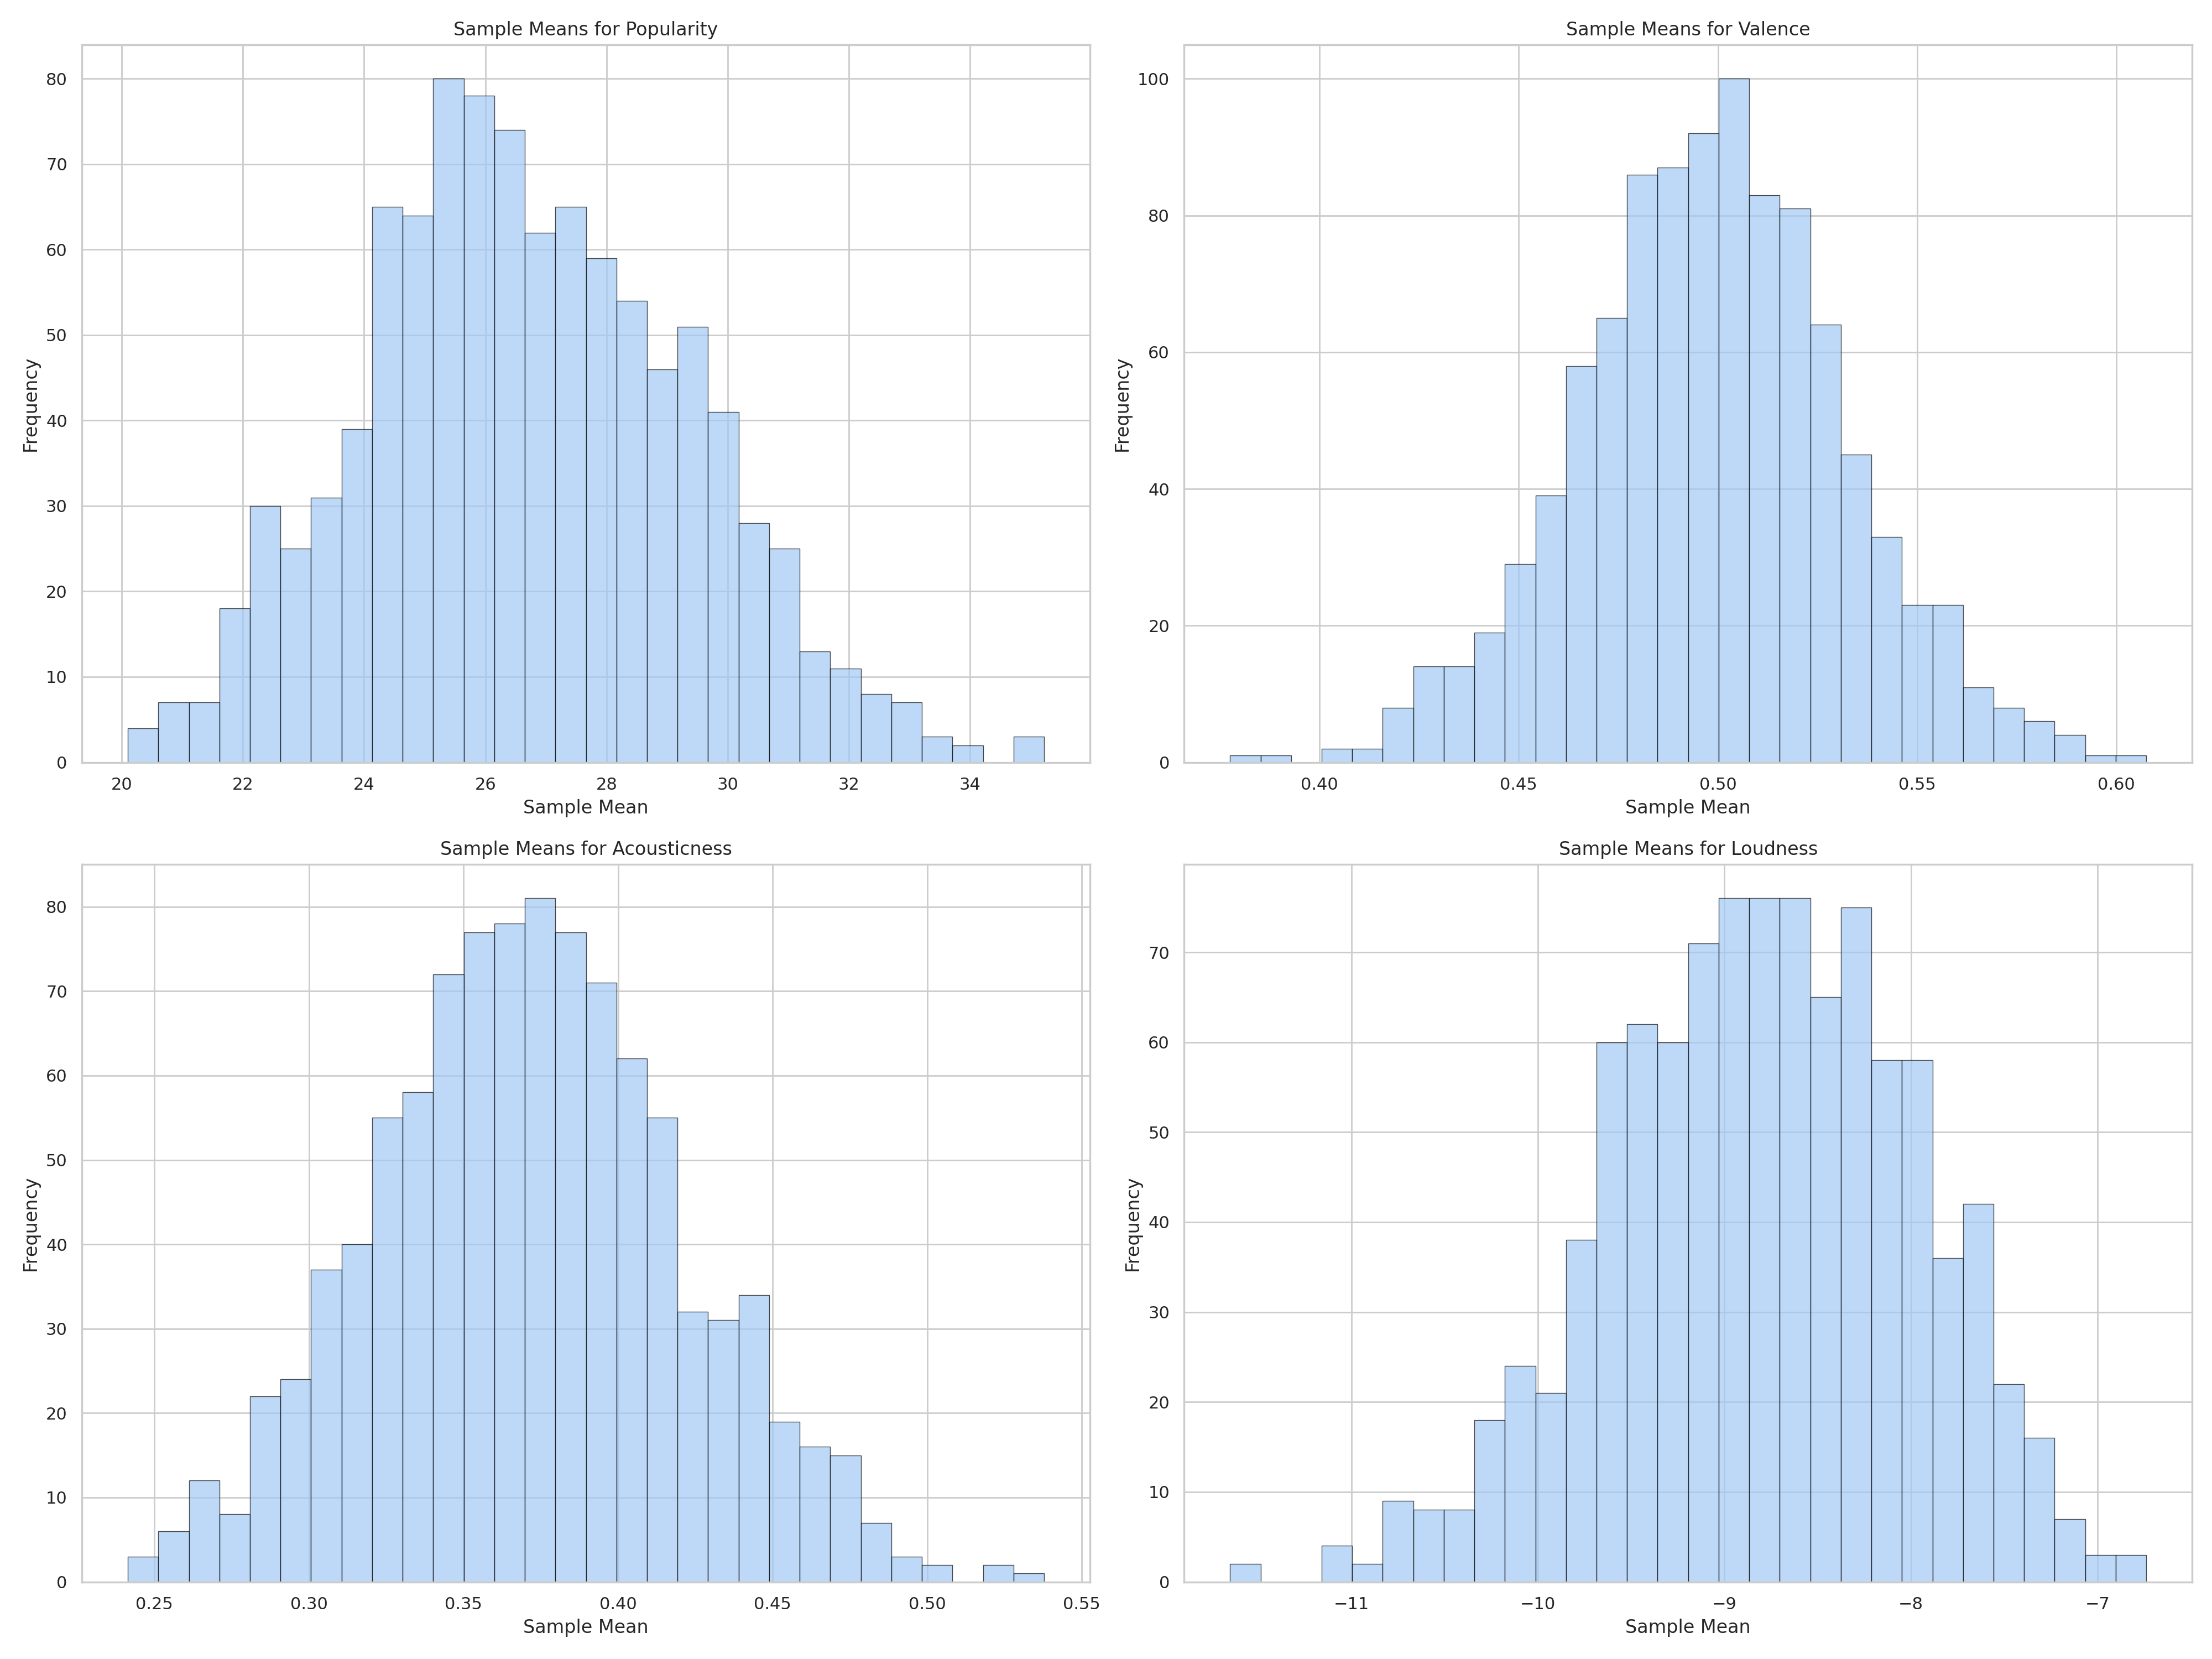 Sample Means for Popularity
80
70
60
50
40
30
20
10
0
Frequency
20 22 24 26 28 30 32 34
Sample Mean
Sample Means for Valence
100
80
60
40
20
0
Frequency
0.40 0.45 0.50 0.55 0.60
Sample Mean
Sample Means for Acousticness
80
70
60
50
40
30
20
10
0
Frequency
0.25 0.30 0.35 0.40 0.45 0.50 0.55
Sample Mean
Sample Means for Loudness
70
60
50
40
30
20
10
0
Frequency
−11 −10 −9 −8 −7
Sample Mean